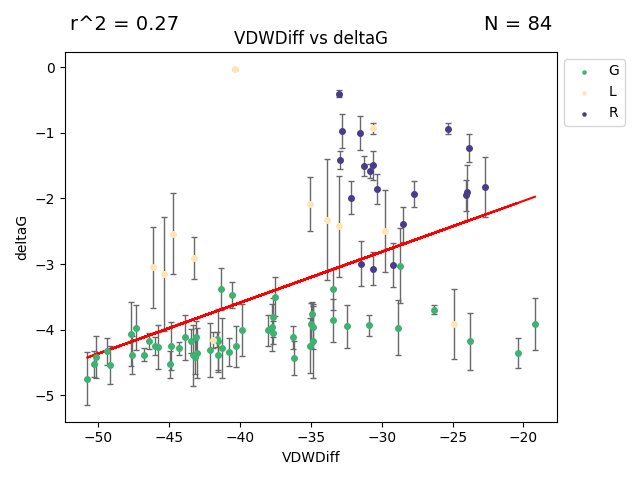 r^2 = 0.27
N = 84
VDWDiff vs deltaG
G
L
R
0
−1
−2
−3
−4
−5
deltaG
−50
−45
−40
−35
−30
−25
−20
VDWDiff